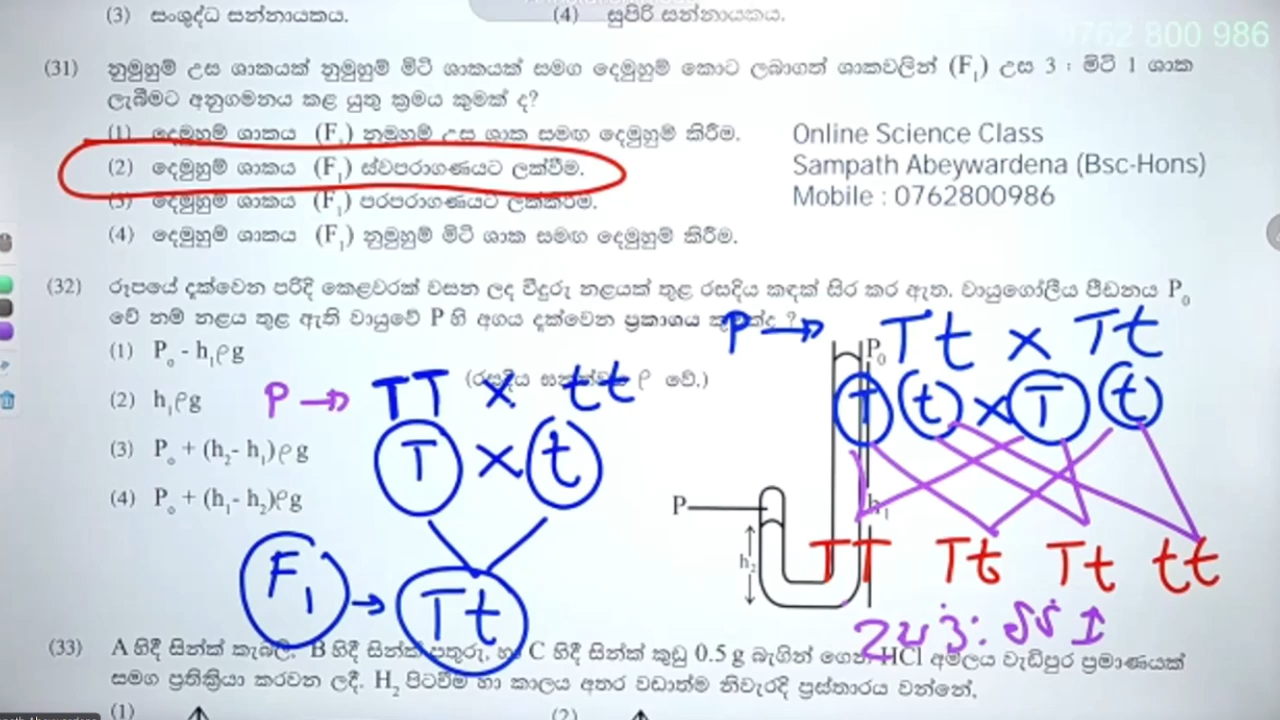 (3) සංශුද්ධ සන්නායකය. (4) සුපිරි සන්නායකය.
0762 800 986
(31) නුමුහුම් උස ශාකයක් නුමුහුම් මිටි ශාකයක් සමග දෙමුහුම් කොට ලබාගත් ශාකවලින් (F₁) උස 3 : මිටි 1 ශාක
ලැබීමට අනුගමනය කළ යුතු ක්‍රමය කුමක් ද?
(1) දෙමුහුම් ශාකය (F₁) නුමුහුම් උස ශාක සමඟ දෙමුහුම් කිරීම.
Online Science Class
(2) දෙමුහුම් ශාකය (F₁) ස්වපරාගණයට ලක්වීම.
Sampath Abeywardena (Bsc-Hons)
(3) දෙමුහුම් ශාකය (F₁) පරපරාගණයට ලක්කිරීම.
Mobile : 0762800986
(4) දෙමුහුම් ශාකය (F₁) නුමුහුම් මිටි ශාක සමඟ දෙමුහුම් කිරීම.
(32) රූපයේ දැක්වෙන පරිදි කෙළවරක් වසන ලද වීදුරු නළයක් තුළ රසදිය කඳක් සිර කර ඇත. වායුගෝලීය පීඩනය P₀
වේ නම් නළය තුළ ඇති වායුවේ P හි අගය දැක්වෙන ප්‍රකාශය ?
P → Tt × Tt
(1) P₀ - h₁ρg
P₀
(රසදිය ρ වේ.)
P → TT × tt
T t × T t
(2) h₁ρg
(3) P₀ + (h₂- h₁)ρg
T × t
(4) P₀ + (h₁- h₂)ρg
P
h₁
h₂
F₁ → Tt
TT Tt Tt tt
(33) A හිදී සින්ක් කැබලි, B හිදී සින්ක් පතුරු, හා C හිදී සින්ක් කුඩු 0.5 g බැගින් ගෙන HCl අම්ලය වැඩිපුර ප්‍රමාණයක්
සමග ප්‍රතික්‍රියා කරවන ලදී. H₂ පිටවීම හා කාලය අතර වඩාත්ම නිවැරදි ප්‍රස්තාරය වන්නේ,
(1) (2)